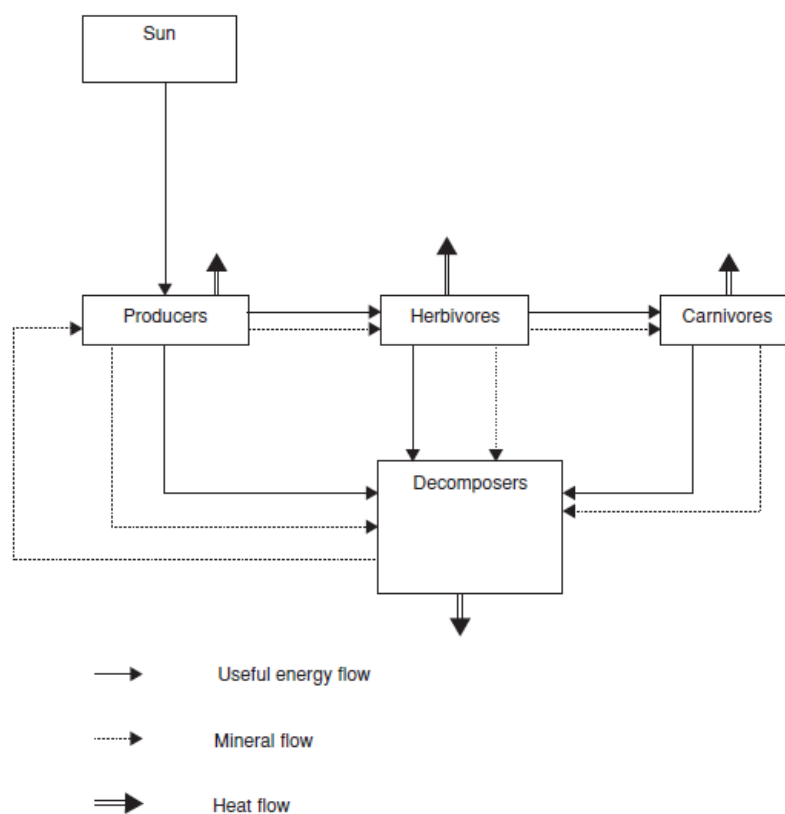 Sun
Producers
Herbivores
Carnivores
Decomposers
Useful energy flow
Mineral flow
Heat flow